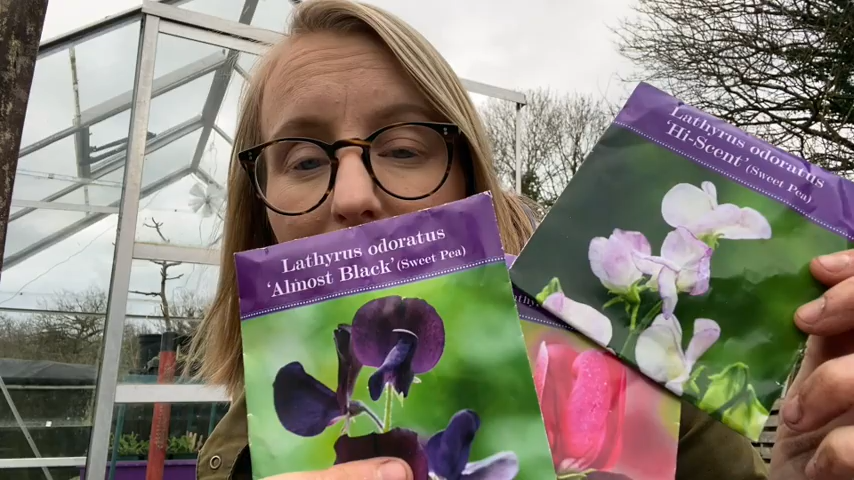 Lathyrus odoratus
'Almost Black' (Sweet Pea)
Lathyrus odoratus
'Hi-Scent' (Sweet Pea)